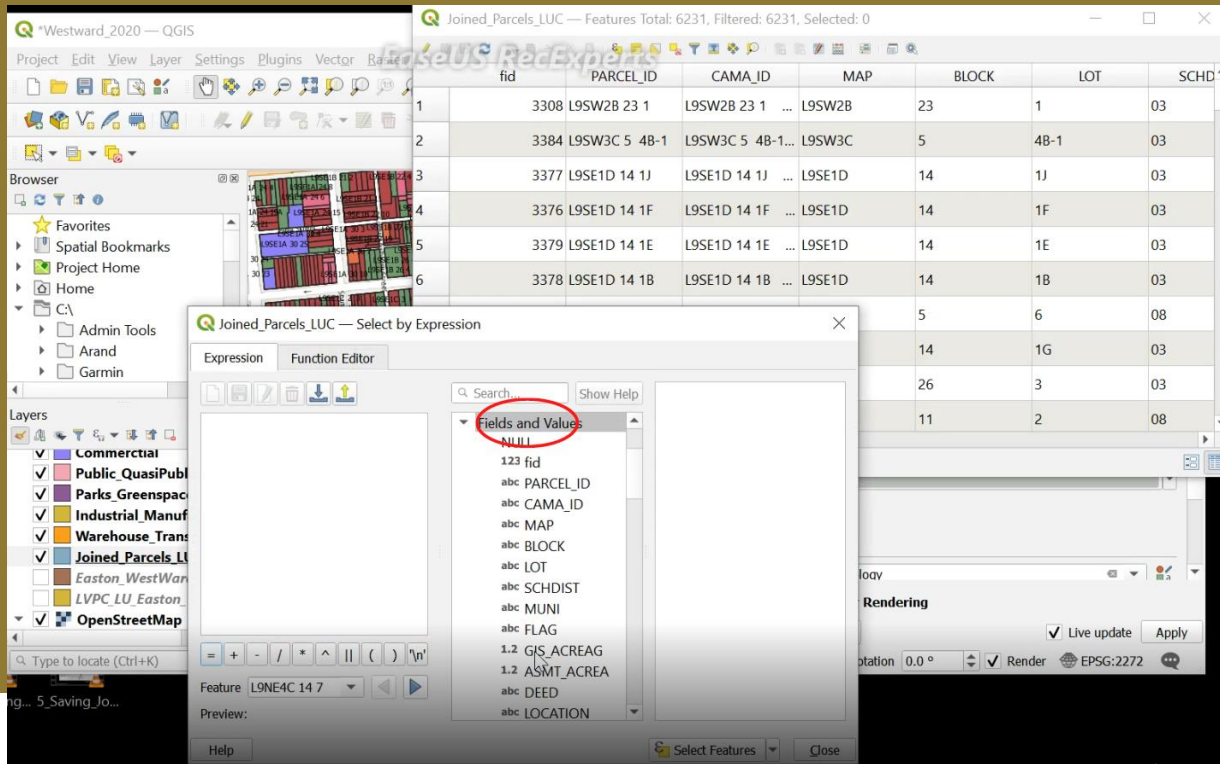 *Westward_2020 — QGIS
Project Edit View Layer Settings Plugins Vector Raste
EaseUS RecExperts
Joined_Parcels_LUC — Features Total: 6231, Filtered: 6231, Selected: 0
fid PARCEL_ID CAMA_ID MAP BLOCK LOT SCHD
1 3308 L9SW2B 23 1 L9SW2B 23 1 ... L9SW2B 23 1 03
2 3384 L9SW3C 5 4B-1 L9SW3C 5 4B-1... L9SW3C 5 4B-1 03
3 3377 L9SE1D 14 1J L9SE1D 14 1J ... L9SE1D 14 1J 03
4 3376 L9SE1D 14 1F L9SE1D 14 1F ... L9SE1D 14 1F 03
5 3379 L9SE1D 14 1E L9SE1D 14 1E ... L9SE1D 14 1E 03
6 3378 L9SE1D 14 1B L9SE1D 14 1B ... L9SE1D 14 1B 03
5 6 08
14 1G 03
26 3 03
11 2 08
Browser
Favorites
Spatial Bookmarks
Project Home
Home
C:\
Admin Tools
Arand
Garmin
L9SE1A 30 25
Layers
Commerctial
Public_QuasiPubl
Parks_Greenspac
Industrial_Manuf
Warehouse_Trans
Joined_Parcels_LU
Easton_WestWar
LVPC_LU_Easton_
OpenStreetMap
Type to locate (Ctrl+K)
ng... 5_Saving_Jo...
Joined_Parcels_LUC — Select by Expression
Expression Function Editor
Search... Show Help
Fields and Values
NULL
123 fid
abc PARCEL_ID
abc CAMA_ID
abc MAP
abc BLOCK
abc LOT
abc SCHDIST
abc MUNI
abc FLAG
1.2 GIS_ACREAG
1.2 ASMT_ACREA
abc DEED
abc LOCATION
= + - / * ^ || ( ) '\n'
Feature L9NE4C 14 7
Preview:
Help Select Features Close
logy
Rendering
Live update Apply
otation 0.0 ° Render EPSG:2272